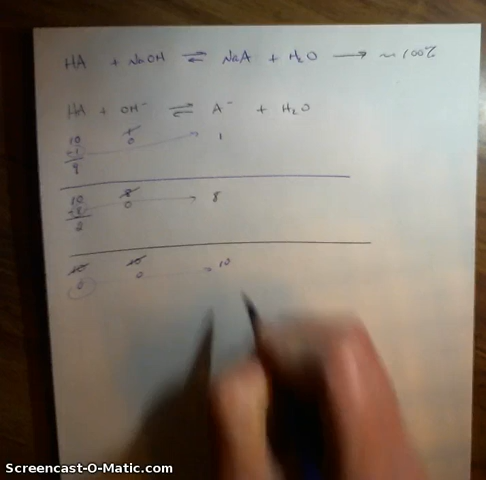 HA + NaOH ⇌ NaA + H₂O → ~100%
HA + OH⁻ ⇌ A⁻ + H₂O
10 1 1
-1 0
9
10 8 8
-8 0
2
10 10 10
0 0
Screencast-O-Matic.com